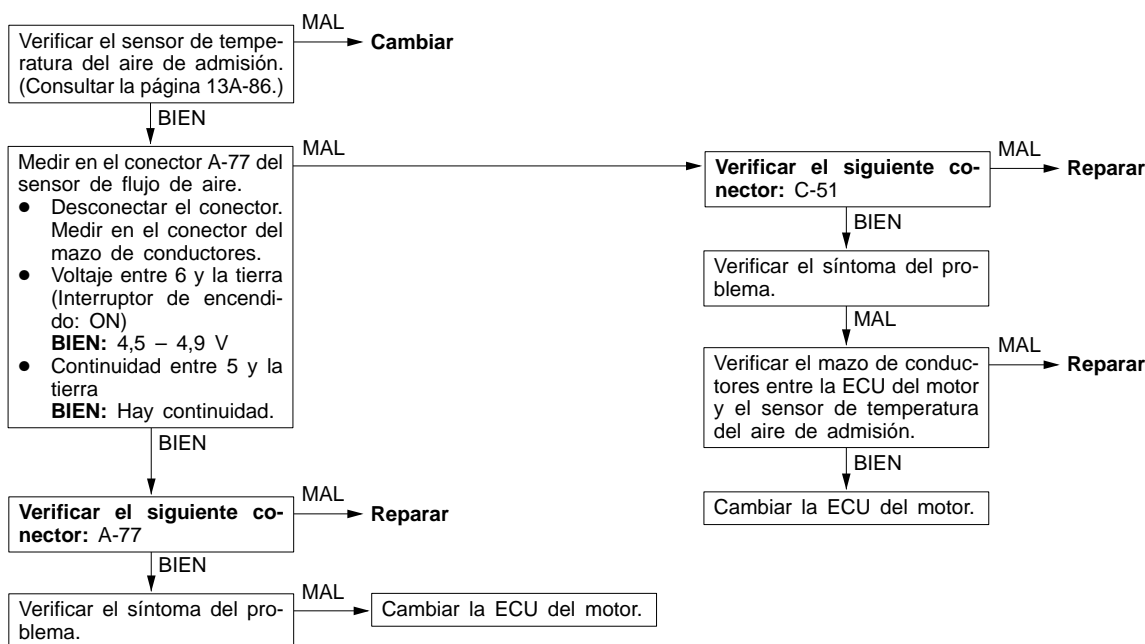 MAL
Verificar el sensor de tempe-
ratura del aire de admisión.
(Consultar la página 13A-86.)
Cambiar
BIEN
Medir en el conector A-77 del
sensor de flujo de aire.
● Desconectar el conector.
Medir en el conector del
mazo de conductores.
● Voltaje entre 6 y la tierra
(Interruptor de encendi-
do: ON)
BIEN: 4,5 – 4,9 V
● Continuidad entre 5 y la
tierra
BIEN: Hay continuidad.
MAL
Verificar el siguiente co-
nector: C-51
MAL
Reparar
BIEN
Verificar el síntoma del pro-
blema.
MAL
Verificar el mazo de conduc-
tores entre la ECU del motor
y el sensor de temperatura
del aire de admisión.
MAL
Reparar
BIEN
Cambiar la ECU del motor.
BIEN
Verificar el siguiente co-
nector: A-77
MAL
Reparar
BIEN
Verificar el síntoma del pro-
blema.
MAL
Cambiar la ECU del motor.